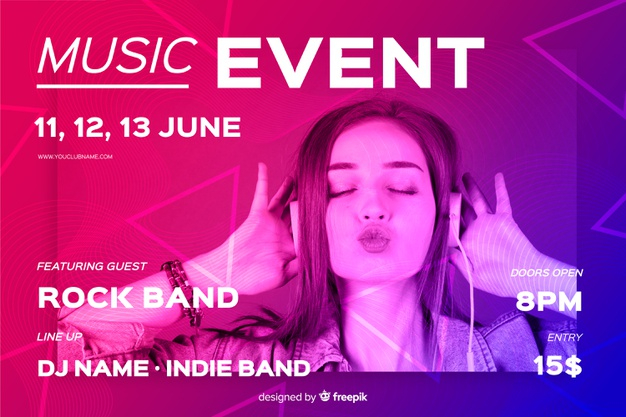 MUSIC EVENT
11, 12, 13 JUNE
WWW.YOUCLUBNAME.COM
FEATURING GUEST
ROCK BAND
LINE UP
DJ NAME · INDIE BAND
DOORS OPEN
8PM
ENTRY
15$
designed by freepik